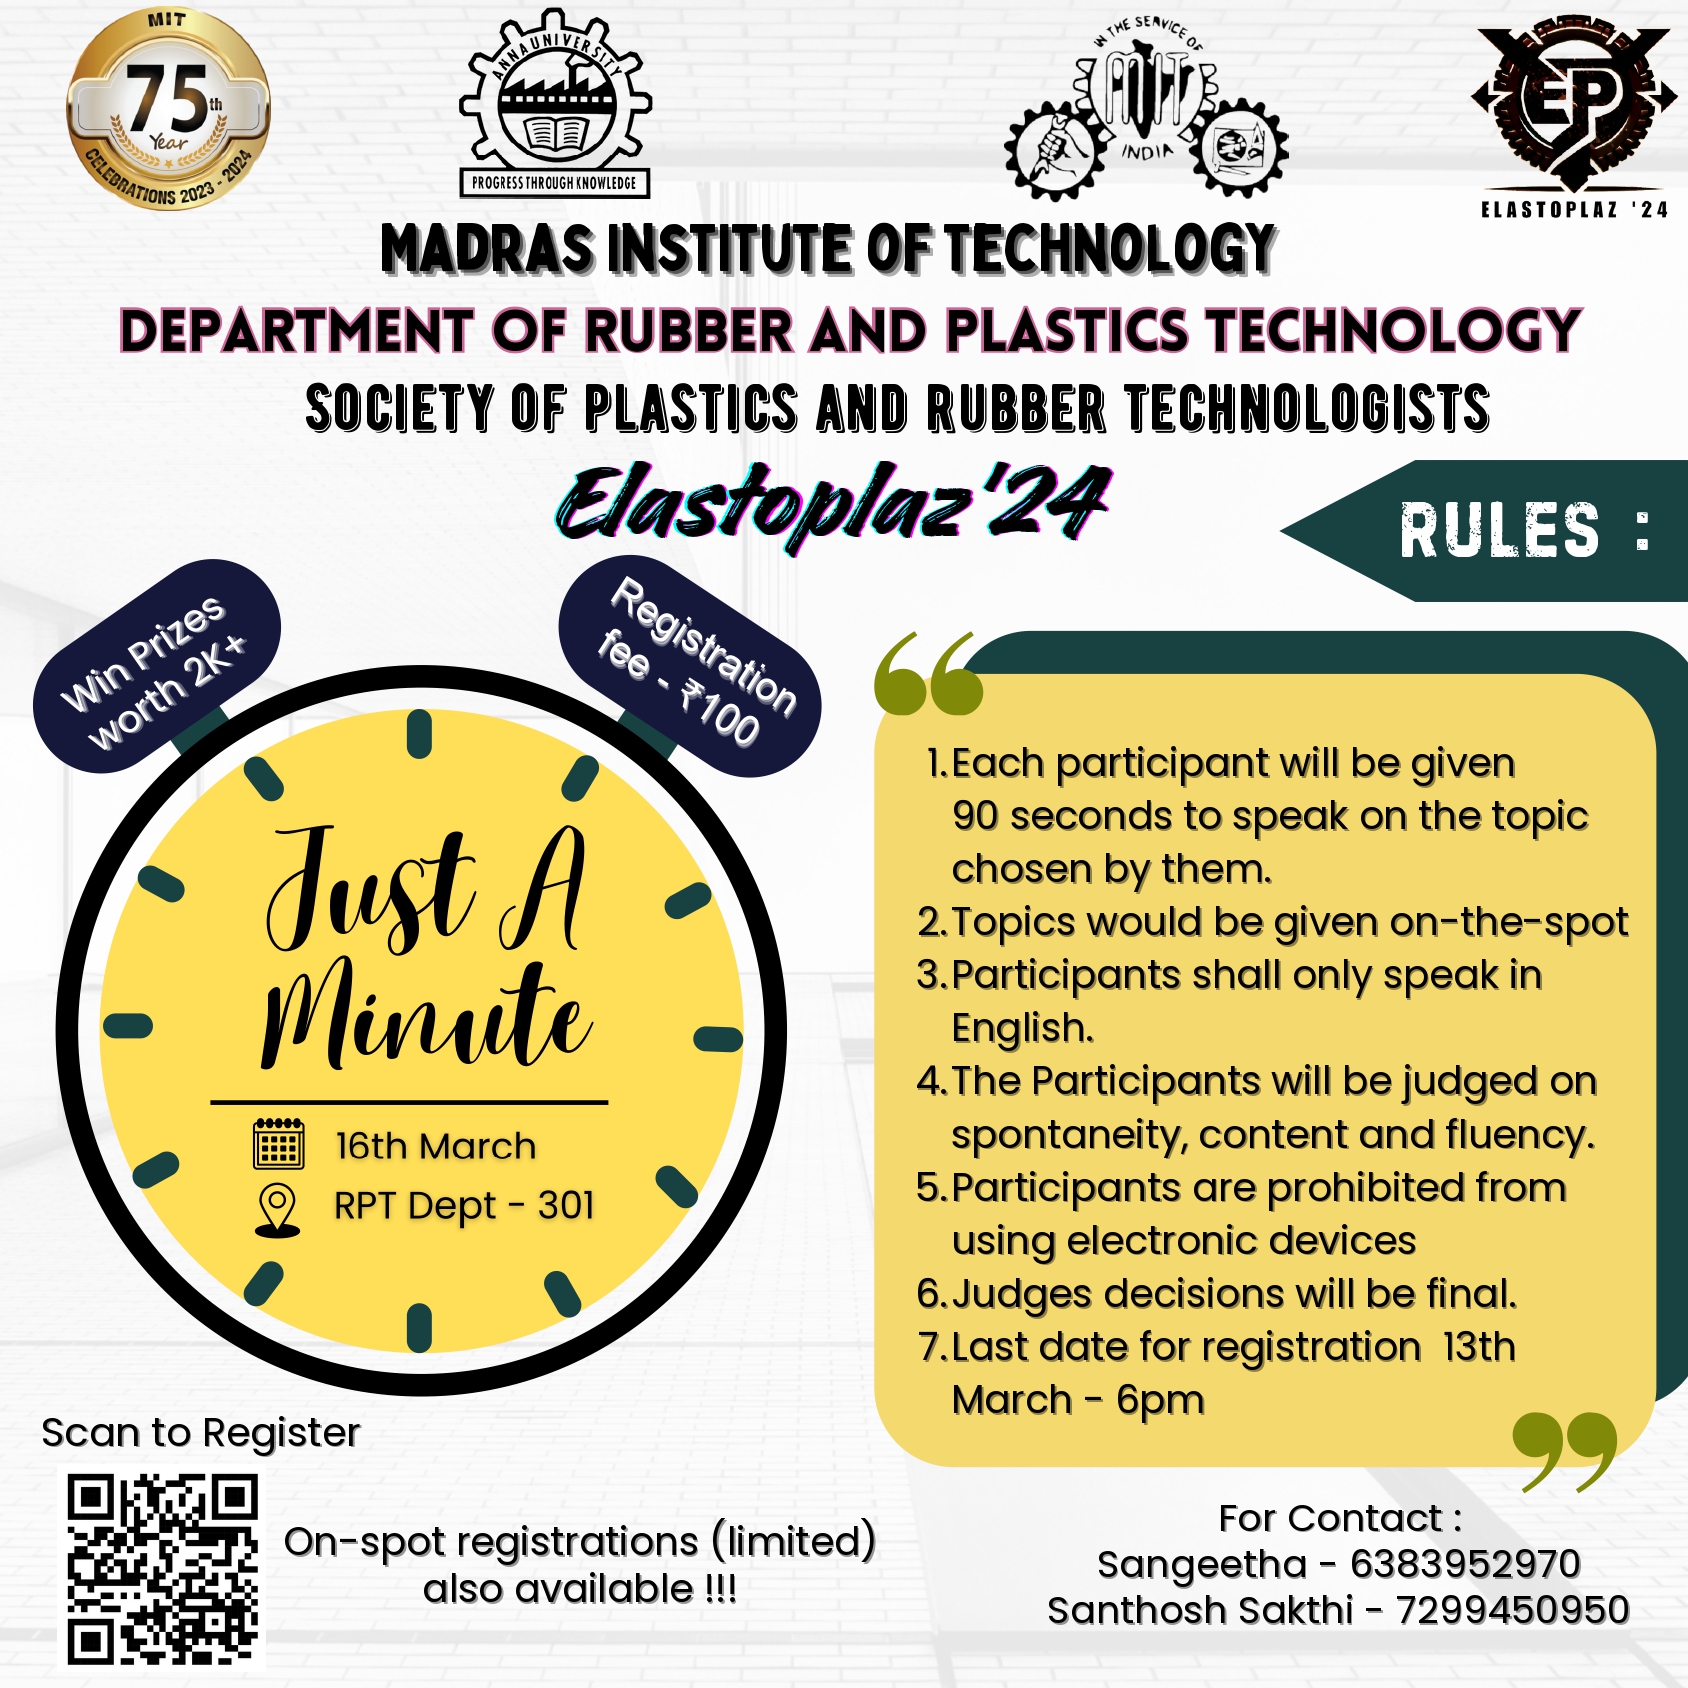 MIT
75th
Year
CELEBRATIONS 2023 - 2024
ANNA UNIVERSITY
PROGRESS THROUGH KNOWLEDGE
IN THE SERVICE OF
MIT
INDIA
EP
ELASTOPLAZ '24
MADRAS INSTITUTE OF TECHNOLOGY
DEPARTMENT OF RUBBER AND PLASTICS TECHNOLOGY
SOCIETY OF PLASTICS AND RUBBER TECHNOLOGISTS
Elastoplaz'24
Win Prizes
worth 2K+
Registration
fee - ₹100
Just A
Minute
16th March
RPT Dept - 301
RULES :
1. Each participant will be given
90 seconds to speak on the topic
chosen by them.
2. Topics would be given on-the-spot
3. Participants shall only speak in
English.
4. The Participants will be judged on
spontaneity, content and fluency.
5. Participants are prohibited from
using electronic devices
6. Judges decisions will be final.
7. Last date for registration 13th
March - 6pm
Scan to Register
On-spot registrations (limited)
also available !!!
For Contact :
Sangeetha - 6383952970
Santhosh Sakthi - 7299450950